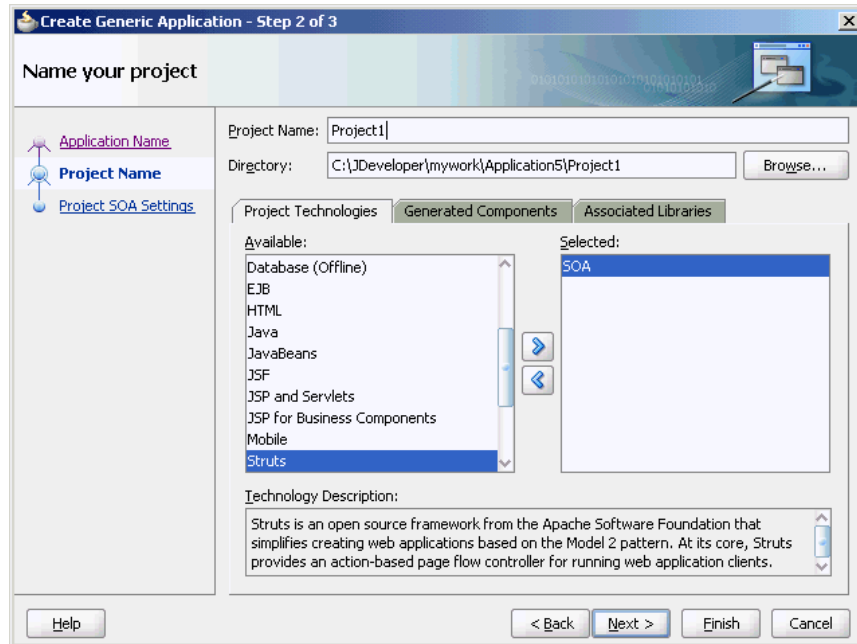 Create Generic Application - Step 2 of 3
Name your project
Application Name
Project Name
Project SOA Settings
Project Name: Project1
Directory: C:\JDeveloper\mywork\Application5\Project1 Browse...
Project Technologies Generated Components Associated Libraries
Available: Selected:
Database (Offline) SOA
EJB
HTML
Java
JavaBeans
JSF
JSP and Servlets
JSP for Business Components
Mobile
Struts
Technology Description:
Struts is an open source framework from the Apache Software Foundation that
simplifies creating web applications based on the Model 2 pattern. At its core, Struts
provides an action-based page flow controller for running web application clients.
Help < Back Next > Finish Cancel